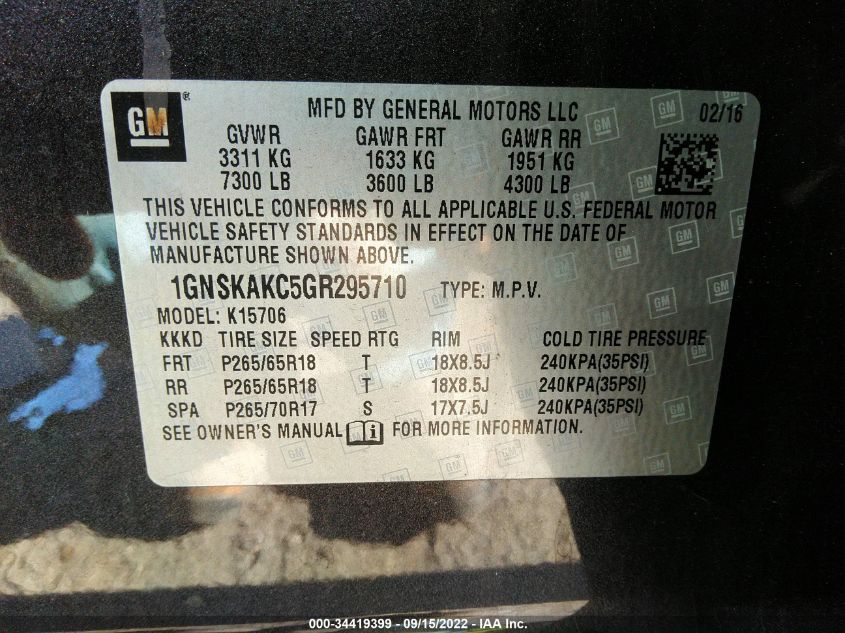 GM ®
MFD BY GENERAL MOTORS LLC 02/16
GVWR GAWR FRT GAWR RR
3311 KG 1633 KG 1951 KG
7300 LB 3600 LB 4300 LB
THIS VEHICLE CONFORMS TO ALL APPLICABLE U.S. FEDERAL MOTOR
VEHICLE SAFETY STANDARDS IN EFFECT ON THE DATE OF
MANUFACTURE SHOWN ABOVE.
1GNSKAKC5GR295710 TYPE: M.P.V.
MODEL: K15706
KKKD TIRE SIZE SPEED RTG RIM COLD TIRE PRESSURE
FRT P265/65R18 T 18X8.5J 240KPA(35PSI)
RR P265/65R18 T 18X8.5J 240KPA(35PSI)
SPA P265/70R17 S 17X7.5J 240KPA(35PSI)
SEE OWNER'S MANUAL FOR MORE INFORMATION.
000-34419399 - 09/15/2022 - IAA Inc.